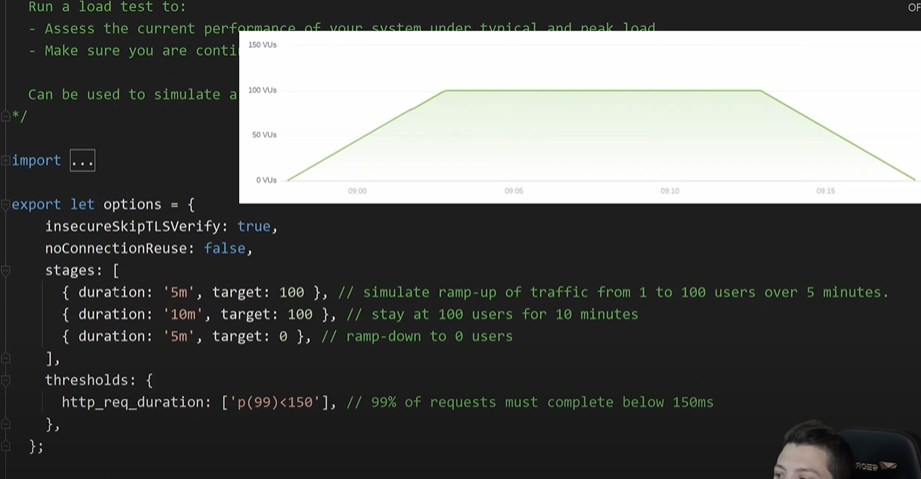 Run a load test to:
OF
- Assess the current performance of your system under typical and peak load
- Make sure you are conti
150 VUs
100 VUs
50 VUs
0 VUs
09:00
09:05
09:10
09:15
Can be used to simulate a
*/
import ...
export let options = {
insecureSkipTLSVerify: true,
noConnectionReuse: false,
stages: [
{ duration: '5m', target: 100 }, // simulate ramp-up of traffic from 1 to 100 users over 5 minutes.
{ duration: '10m', target: 100 }, // stay at 100 users for 10 minutes
{ duration: '5m', target: 0 }, // ramp-down to 0 users
],
thresholds: {
http_req_duration: ['p(99)<150'], // 99% of requests must complete below 150ms
},
};